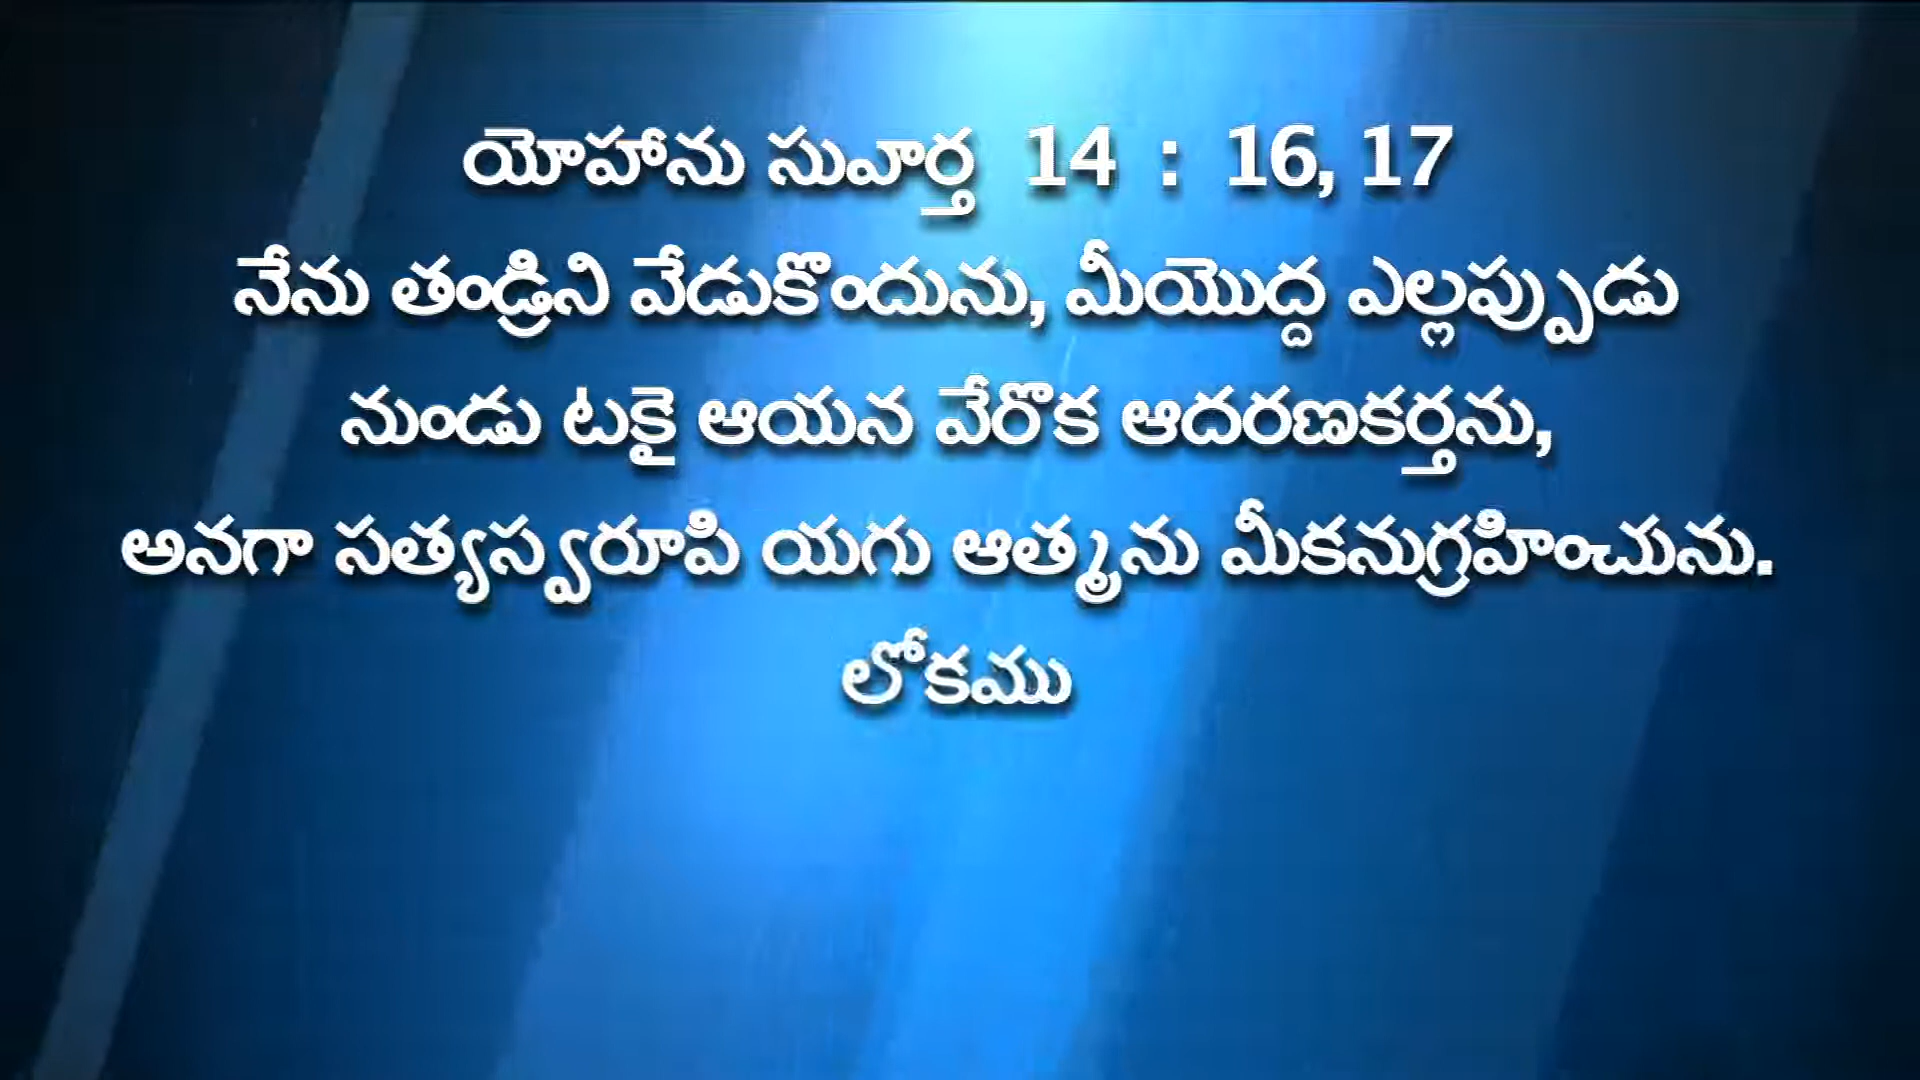 యోహాను సువార్త 14 : 16, 17
నేను తండ్రిని వేడుకొందును, మీయొద్ద ఎల్లప్పుడు
నుండు టకై ఆయన వేరొక ఆదరణకర్తను,
అనగా సత్యస్వరూపి యగు ఆత్మను మీకనుగ్రహించును.
లోకము